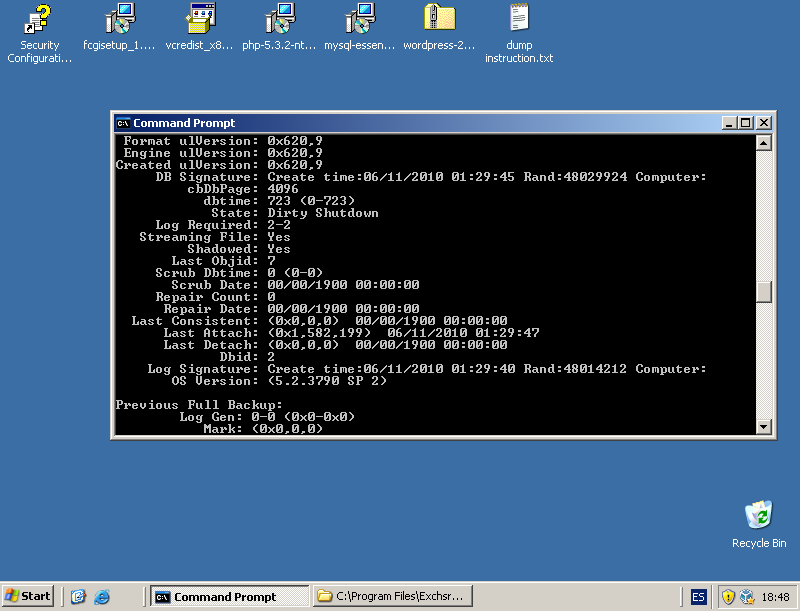 Security
Configurati...
fcgisetup_1....
vcredist_x8...
php-5.3.2-nt...
mysql-essen...
wordpress-2...
dump
instruction.txt
C:\ Command Prompt
Format ulVersion: 0x620,9
Engine ulVersion: 0x620,9
Created ulVersion: 0x620,9
DB Signature: Create time:06/11/2010 01:29:45 Rand:48029924 Computer:
cbDbPage: 4096
dbtime: 723 (0-723)
State: Dirty Shutdown
Log Required: 2-2
Streaming File: Yes
Shadowed: Yes
Last Objid: 7
Scrub Dbtime: 0 (0-0)
Scrub Date: 00/00/1900 00:00:00
Repair Count: 0
Repair Date: 00/00/1900 00:00:00
Last Consistent: (0x0,0,0)  00/00/1900 00:00:00
Last Attach: (0x1,582,199)  06/11/2010 01:29:47
Last Detach: (0x0,0,0)  00/00/1900 00:00:00
Dbid: 2
Log Signature: Create time:06/11/2010 01:29:40 Rand:48014212 Computer:
OS Version: (5.2.3790 SP 2)
Previous Full Backup:
Log Gen: 0-0 (0x0-0x0)
Mark: (0x0,0,0)
Recycle Bin
Start
C:\ Command Prompt
C:\Program Files\Exchsr...
ES
18:48